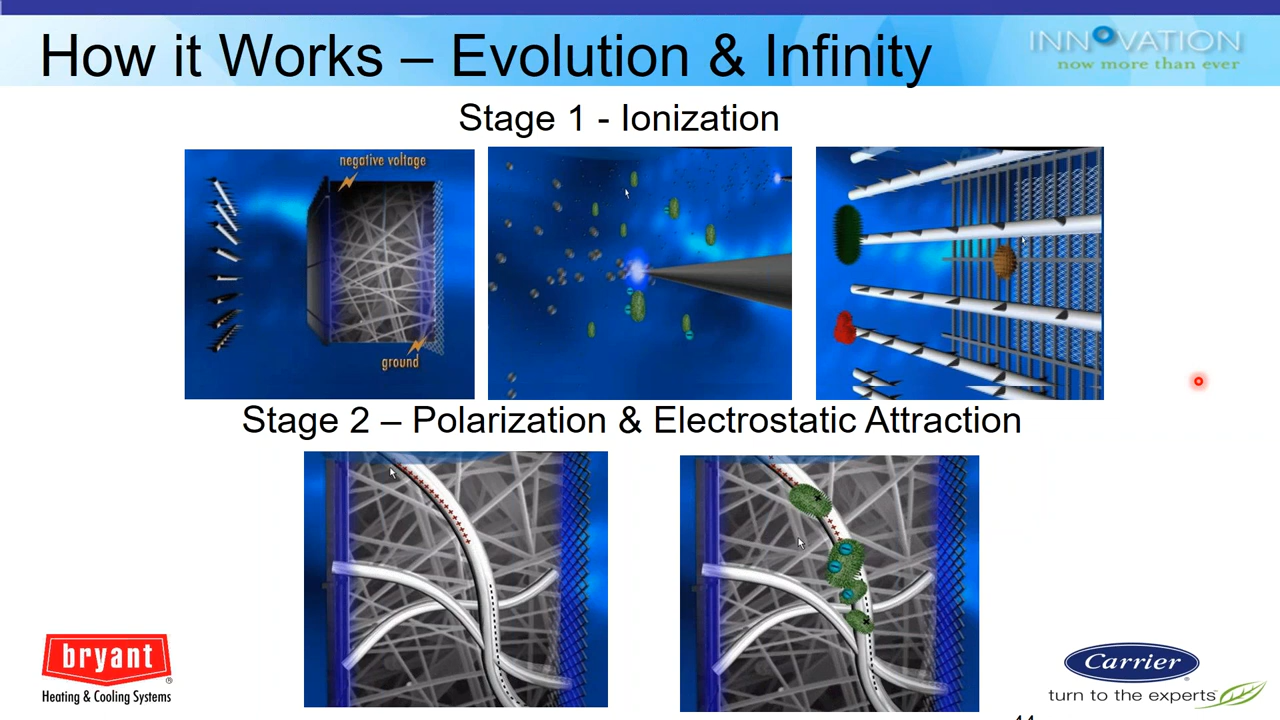 How it Works – Evolution & Infinity
INNOVATION
now more than ever
Stage 1 - Ionization
negative voltage
ground
Stage 2 – Polarization & Electrostatic Attraction
bryant
®
Heating & Cooling Systems
Carrier
turn to the experts